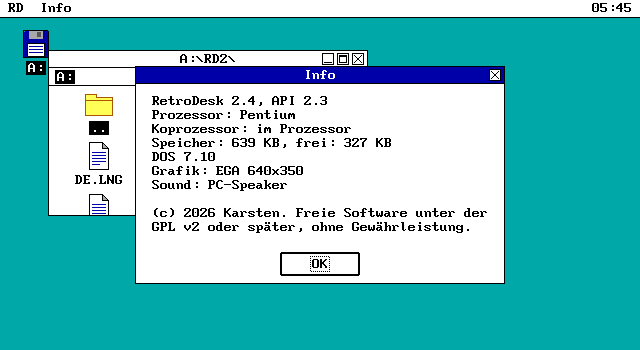 RD Info 05:45
A:
A:\RD2\
A:
..
DE.LNG
Info
RetroDesk 2.4, API 2.3
Prozessor: Pentium
Koprozessor: im Prozessor
Speicher: 639 KB, frei: 327 KB
DOS 7.10
Grafik: EGA 640x350
Sound: PC-Speaker
(c) 2026 Karsten. Freie Software unter der
GPL v2 oder später, ohne Gewährleistung.
OK